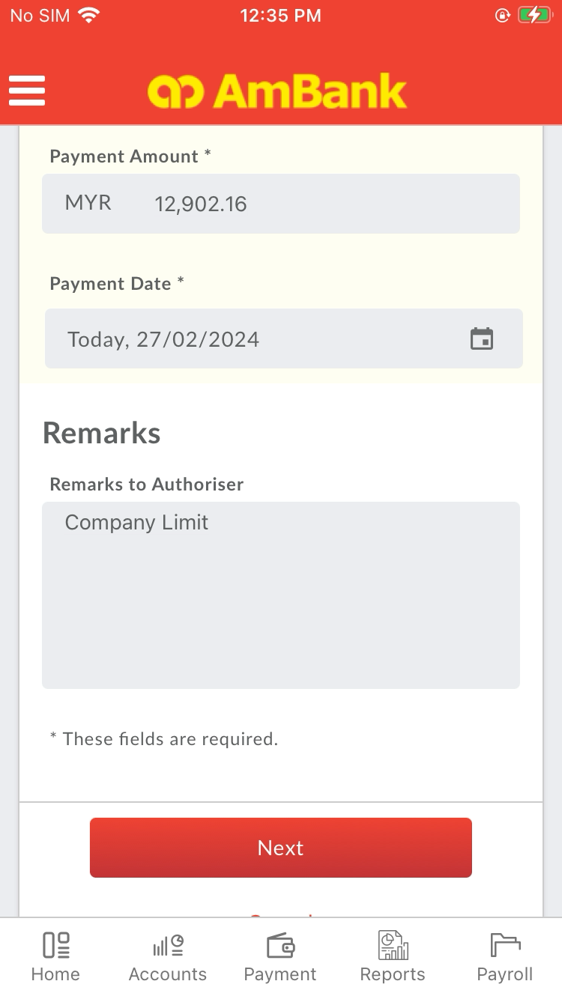 No SIM 12:35 PM
AmBank
Payment Amount *
MYR 12,902.16
Payment Date *
Today, 27/02/2024
Remarks
Remarks to Authoriser
Company Limit
* These fields are required.
Next
Home Accounts Payment Reports Payroll